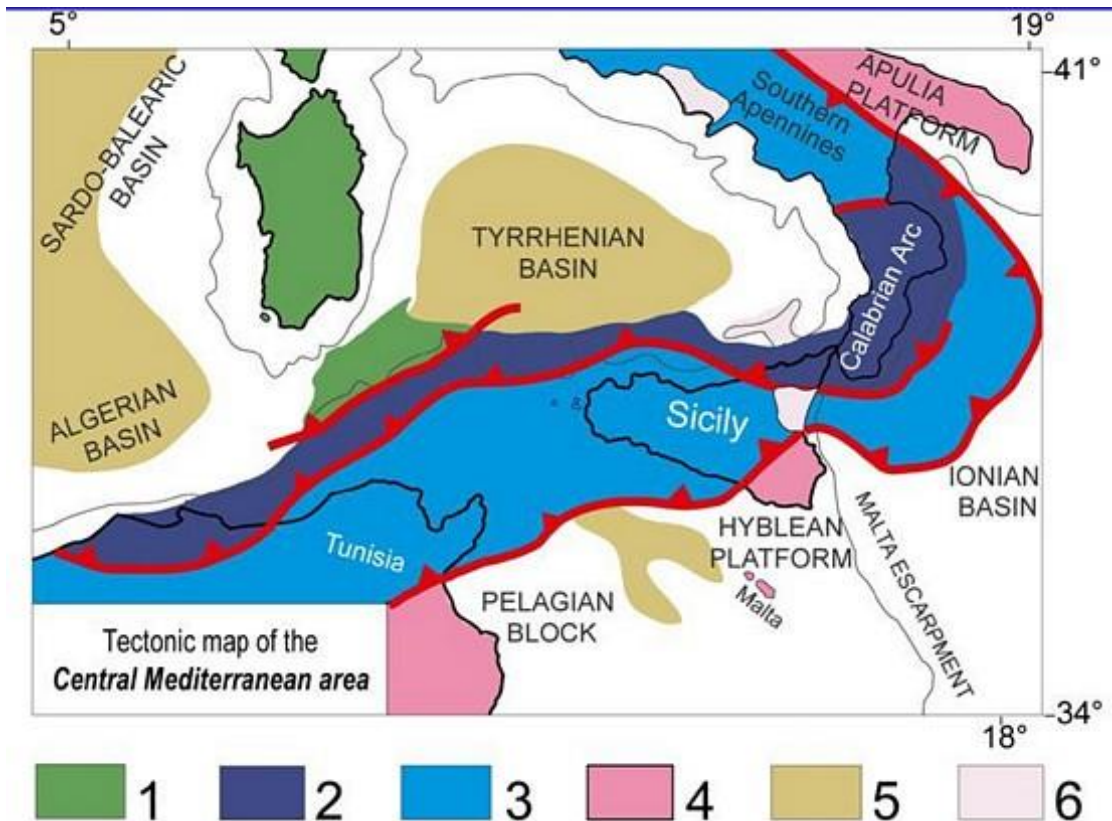 5°
19°
41°
SARDO-BALEARIC
BASIN
Southern
Apennines
APULIA
PLATFORM
TYRRHENIAN
BASIN
Calabrian Arc
ALGERIAN
BASIN
Sicily
IONIAN
BASIN
Tunisia
HYBLEAN
PLATFORM
MALTA ESCARPMENT
Malta
PELAGIAN
BLOCK
Tectonic map of the
Central Mediterranean area
34°
18°
1 2 3 4 5 6